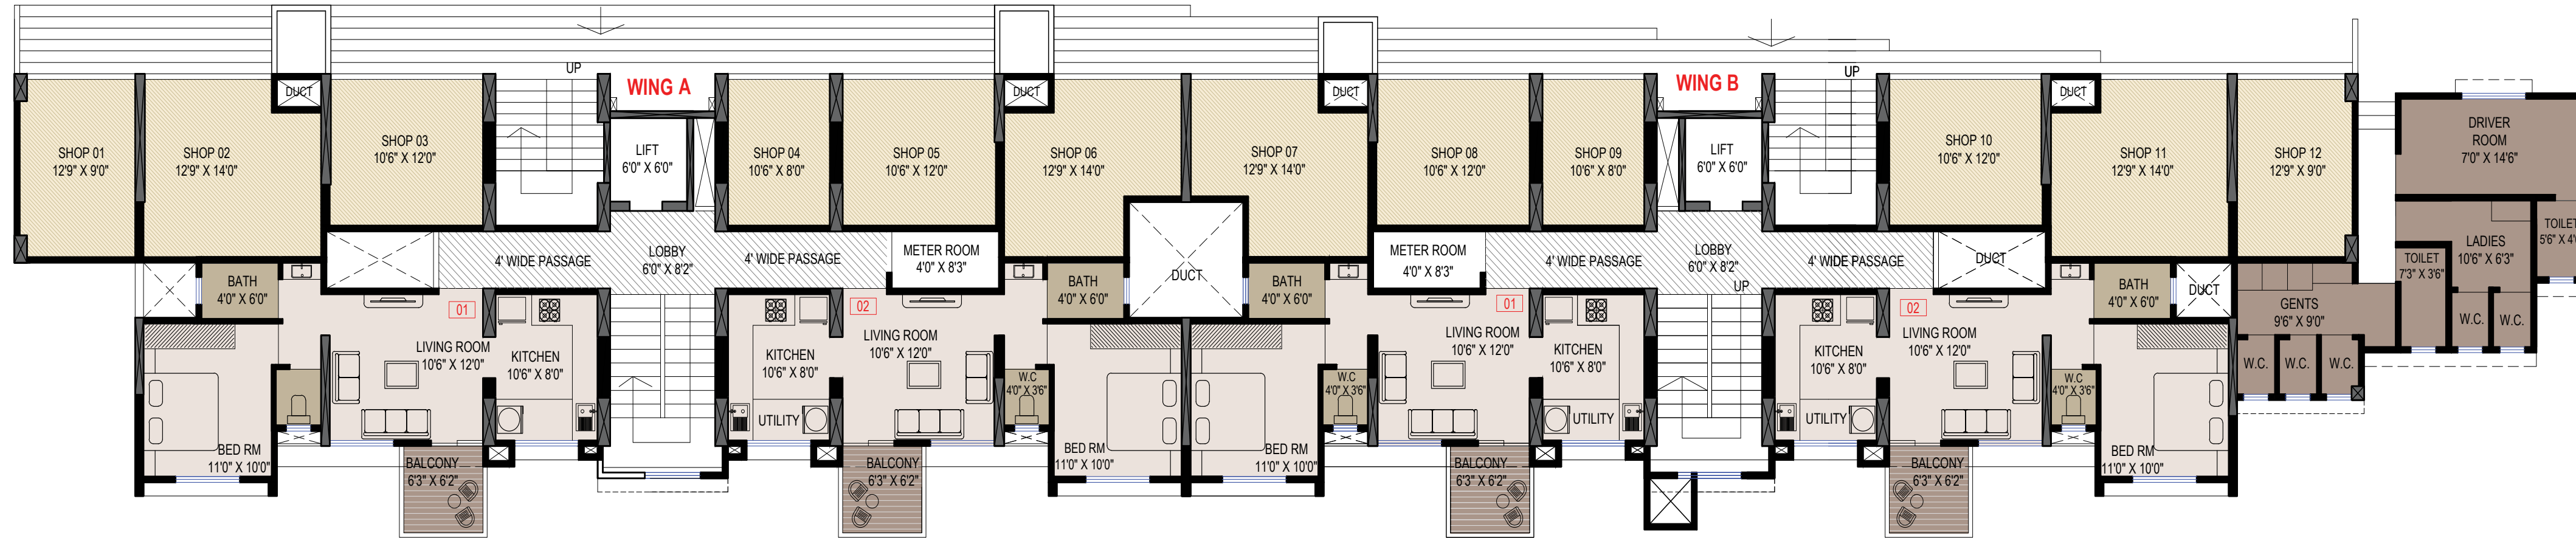 UP
WING A
WING B
UP
DUCT
DUCT
DUCT
DUCT
SHOP 01
12'9" X 9'0"
SHOP 02
12'9" X 14'0"
SHOP 03
10'6" X 12'0"
LIFT
6'0" X 6'0"
SHOP 04
10'6" X 8'0"
SHOP 05
10'6" X 12'0"
SHOP 06
12'9" X 14'0"
SHOP 07
12'9" X 14'0"
SHOP 08
10'6" X 12'0"
SHOP 09
10'6" X 8'0"
LIFT
6'0" X 6'0"
SHOP 10
10'6" X 12'0"
SHOP 11
12'9" X 14'0"
SHOP 12
12'9" X 9'0"
DRIVER
ROOM
7'0" X 14'6"
4' WIDE PASSAGE
LOBBY
6'0" X 8'2"
4' WIDE PASSAGE
METER ROOM
4'0" X 8'3"
DUCT
METER ROOM
4'0" X 8'3"
4' WIDE PASSAGE
LOBBY
6'0" X 8'2"
UP
4' WIDE PASSAGE
DUCT
LADIES
10'6" X 6'3"
TOILET
7'3" X 3'6"
TOILET
5'6" X 4'
W.C.
W.C.
BATH
4'0" X 6'0"
01
02
BATH
4'0" X 6'0"
BATH
4'0" X 6'0"
01
02
BATH
4'0" X 6'0"
DUCT
GENTS
9'6" X 9'0"
W.C.
W.C.
W.C.
LIVING ROOM
10'6" X 12'0"
KITCHEN
10'6" X 8'0"
KITCHEN
10'6" X 8'0"
UTILITY
LIVING ROOM
10'6" X 12'0"
W.C
4'0" X 3'6"
W.C
4'0" X 3'6"
LIVING ROOM
10'6" X 12'0"
KITCHEN
10'6" X 8'0"
UTILITY
KITCHEN
10'6" X 8'0"
UTILITY
LIVING ROOM
10'6" X 12'0"
W.C
4'0" X 3'6"
BED RM
11'0" X 10'0"
BALCONY
6'3" X 6'2"
BALCONY
6'3" X 6'2"
BED RM
11'0" X 10'0"
BED RM
11'0" X 10'0"
BALCONY
6'3" X 6'2"
BALCONY
6'3" X 6'2"
BED RM
11'0" X 10'0"